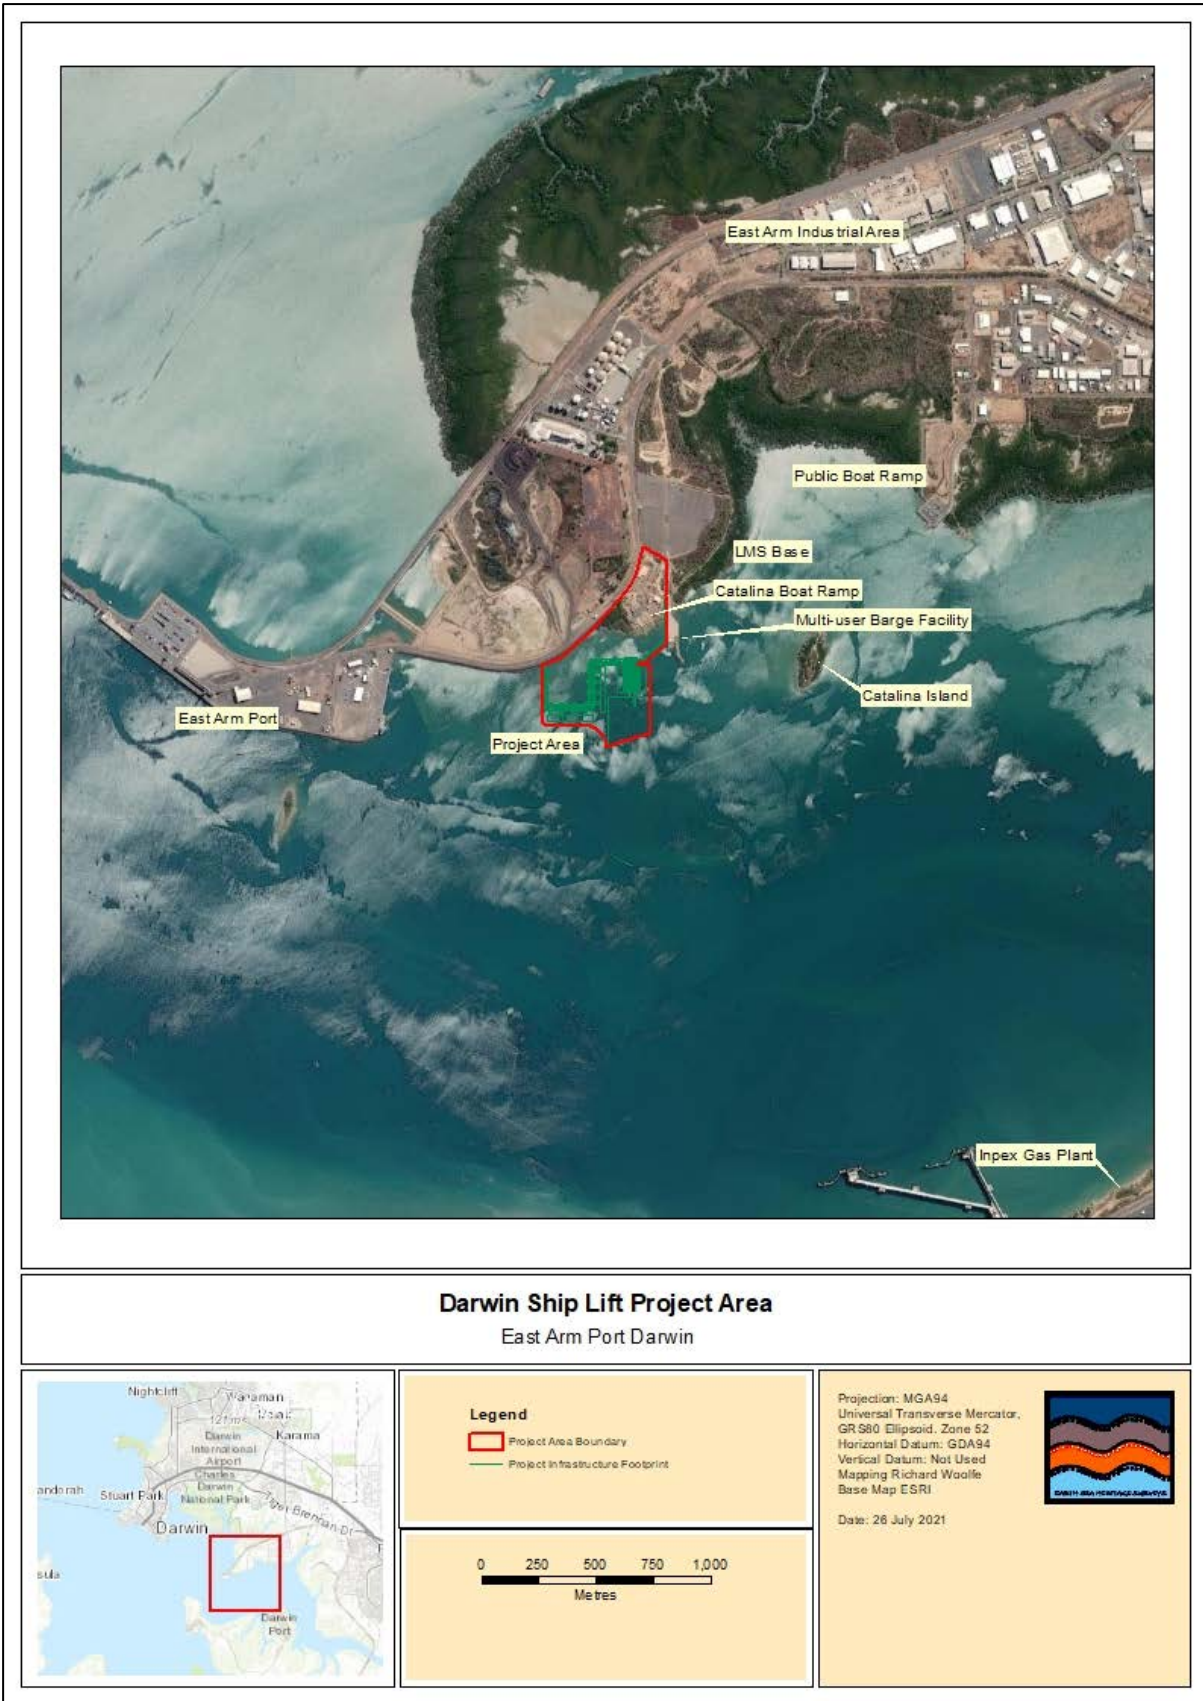 East Arm Industrial Area
Public Boat Ramp
LMS Base
Catalina Boat Ramp
Multi-user Barge Facility
Catalina Island
East Arm Port
Project Area
Inpex Gas Plant
Darwin Ship Lift Project Area
East Arm Port Darwin
Nightcliff
Karama
Darwin
International
Airport
Charles
Darwin
National Park
Stuart Park
Tiger Brennan Dr
Darwin
Darwin
Port
Legend
Project Area Boundary
Project Infrastructure Footprint
0 250 500 750 1,000
Metres
Projection: MGA94
Universal Transverse Mercator,
GRS80 Ellipsoid. Zone 52
Horizontal Datum: GDA94
Vertical Datum: Not Used
Mapping Richard Woolfe
Base Map ESRI
Date: 26 July 2021